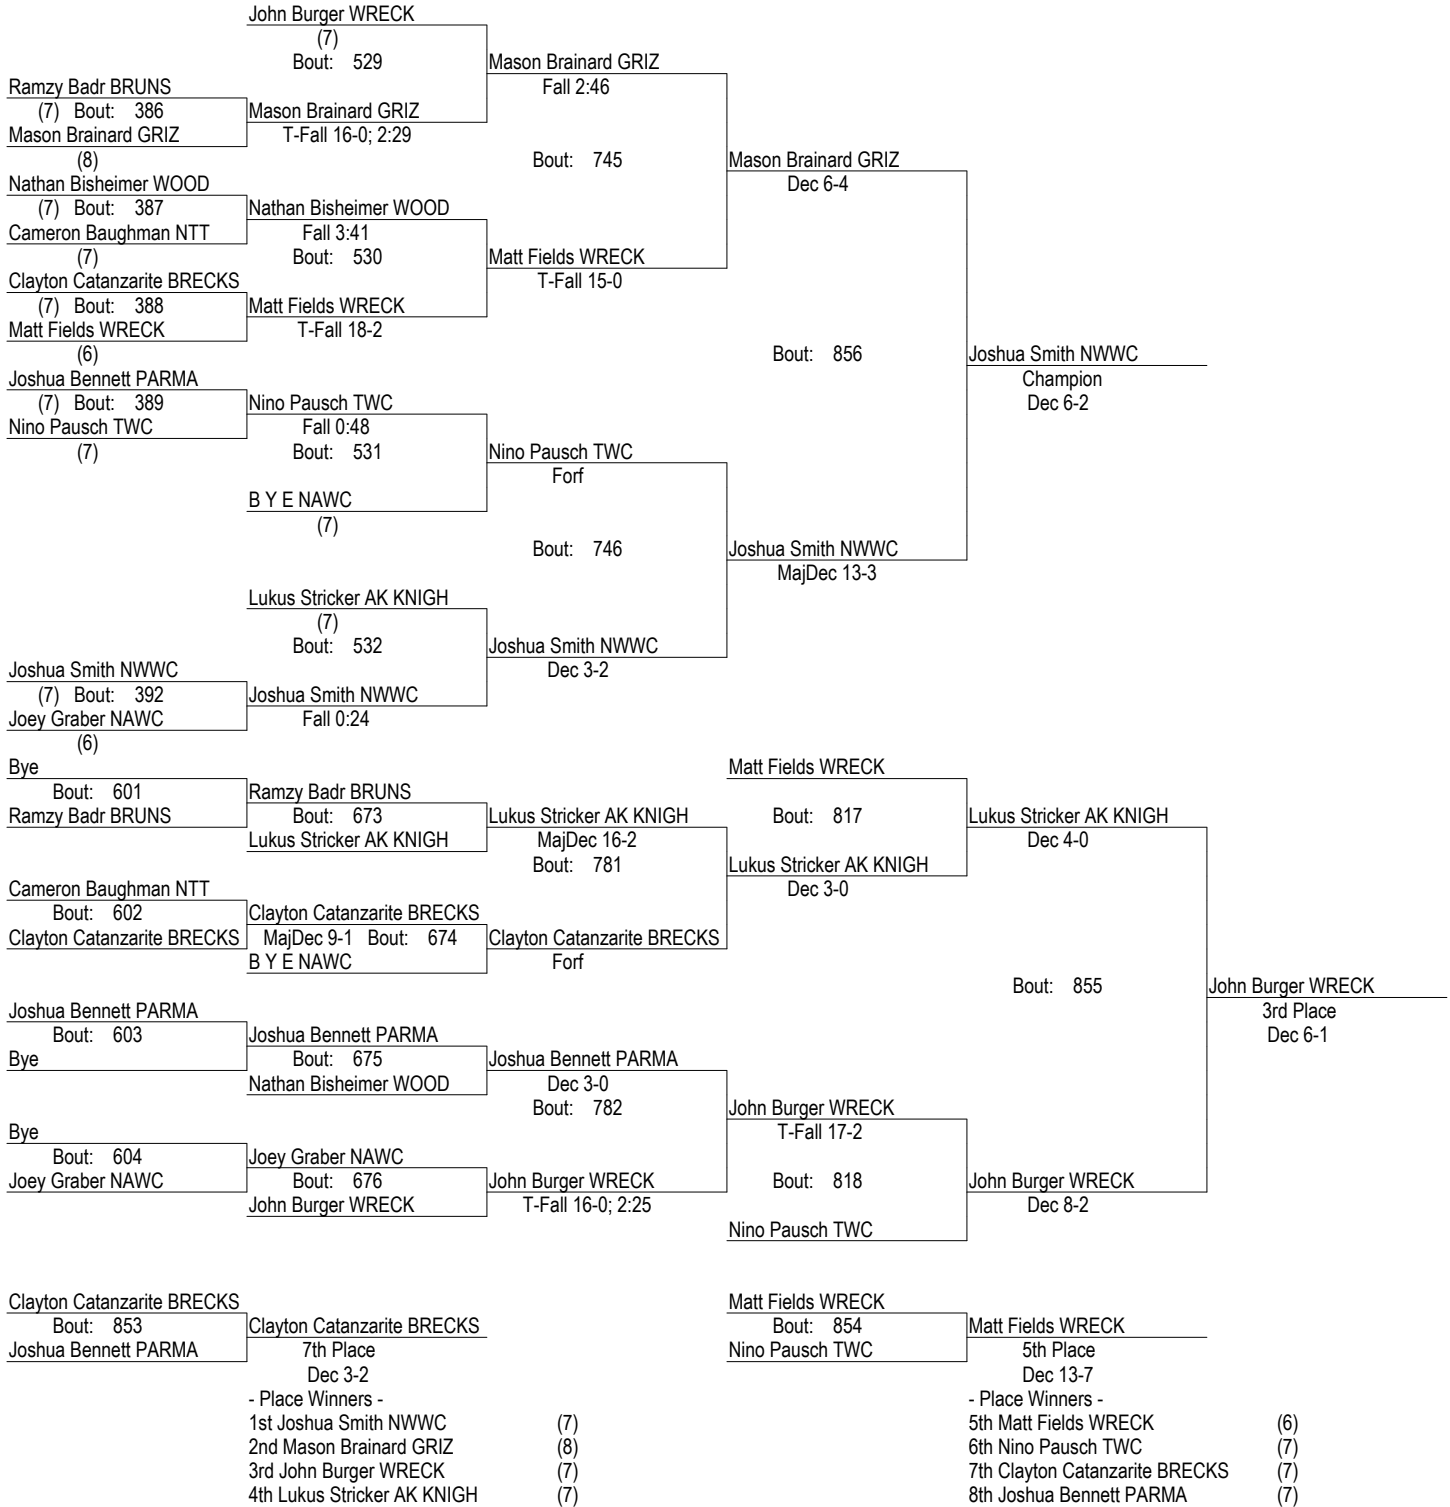 John Burger WRECK
(7)
Bout: 529
Mason Brainard GRIZ
Fall 2:46
Ramzy Badr BRUNS
(7) Bout: 386
Mason Brainard GRIZ
Mason Brainard GRIZ
T-Fall 16-0; 2:29
(8)
Bout: 745
Mason Brainard GRIZ
Dec 6-4
Nathan Bisheimer WOOD
(7) Bout: 387
Nathan Bisheimer WOOD
Cameron Baughman NTT
Fall 3:41
(7)
Bout: 530
Matt Fields WRECK
T-Fall 15-0
Clayton Catanzarite BRECKS
(7) Bout: 388
Matt Fields WRECK
Matt Fields WRECK
T-Fall 18-2
(6)
Bout: 856
Joshua Smith NWWC
Champion
Dec 6-2
Joshua Bennett PARMA
(7) Bout: 389
Nino Pausch TWC
Nino Pausch TWC
Fall 0:48
(7)
Bout: 531
Nino Pausch TWC
Forf
B Y E NAWC
(7)
Bout: 746
Joshua Smith NWWC
MajDec 13-3
Lukus Stricker AK KNIGH
(7)
Bout: 532
Joshua Smith NWWC
Dec 3-2
Joshua Smith NWWC
(7) Bout: 392
Joshua Smith NWWC
Joey Graber NAWC
Fall 0:24
(6)
Bye
Bout: 601
Ramzy Badr BRUNS
Ramzy Badr BRUNS
Bout: 673
Lukus Stricker AK KNIGH
Lukus Stricker AK KNIGH
MajDec 16-2
Bout: 781
Matt Fields WRECK
Bout: 817
Lukus Stricker AK KNIGH
Dec 4-0
Lukus Stricker AK KNIGH
Dec 3-0
Cameron Baughman NTT
Bout: 602
Clayton Catanzarite BRECKS
Clayton Catanzarite BRECKS
MajDec 9-1 Bout: 674
B Y E NAWC
Clayton Catanzarite BRECKS
Forf
Bout: 855
John Burger WRECK
3rd Place
Dec 6-1
Joshua Bennett PARMA
Bout: 603
Bye
Joshua Bennett PARMA
Bout: 675
Nathan Bisheimer WOOD
Joshua Bennett PARMA
Dec 3-0
Bout: 782
John Burger WRECK
T-Fall 17-2
Bye
Bout: 604
Joey Graber NAWC
Joey Graber NAWC
Bout: 676
John Burger WRECK
John Burger WRECK
T-Fall 16-0; 2:25
Bout: 818
John Burger WRECK
Dec 8-2
Nino Pausch TWC
Clayton Catanzarite BRECKS
Bout: 853
Joshua Bennett PARMA
Clayton Catanzarite BRECKS
7th Place
Dec 3-2
Matt Fields WRECK
Bout: 854
Nino Pausch TWC
Matt Fields WRECK
5th Place
Dec 13-7
- Place Winners -
1st Joshua Smith NWWC (7)
2nd Mason Brainard GRIZ (8)
3rd John Burger WRECK (7)
4th Lukus Stricker AK KNIGH (7)
- Place Winners -
5th Matt Fields WRECK (6)
6th Nino Pausch TWC (7)
7th Clayton Catanzarite BRECKS (7)
8th Joshua Bennett PARMA (7)